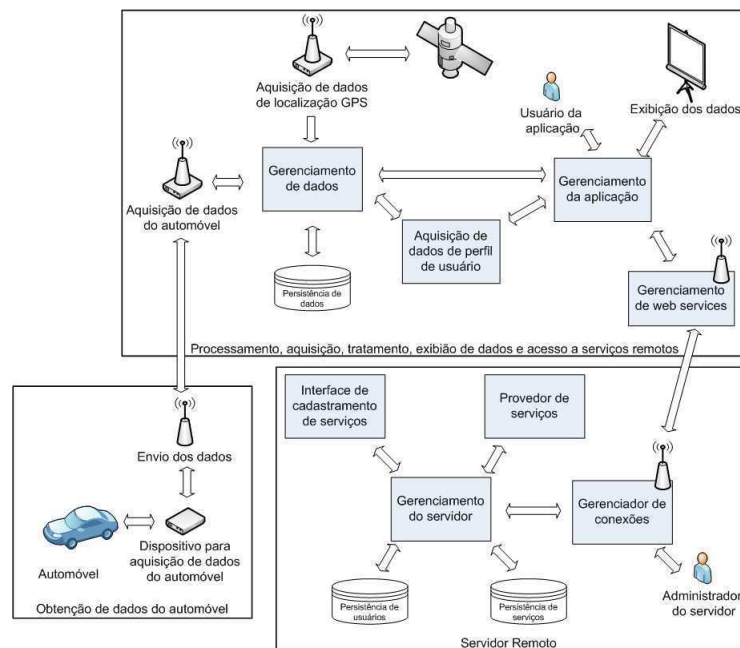 Aquisição de dados
de localização GPS
Usuário da
aplicação
Exibição dos dados
Aquisição de dados
do automóvel
Gerenciamento
de dados
Gerenciamento
da aplicação
Aquisição de
dados de perfil
de usuário
Persistência de
dados
Gerenciamento
de web services
Processamento, aquisição, tratamento, exibião de dados e acesso a serviços remotos
Envio dos dados
Automóvel
Dispositivo para
aquisição de dados
do automóvel
Obtenção de dados do automóvel
Interface de
cadastramento
de serviços
Provedor de
serviços
Gerenciamento
do servidor
Gerenciador de
conexões
Persistência de
usuários
Persistência de
serviços
Administrador
do servidor
Servidor Remoto